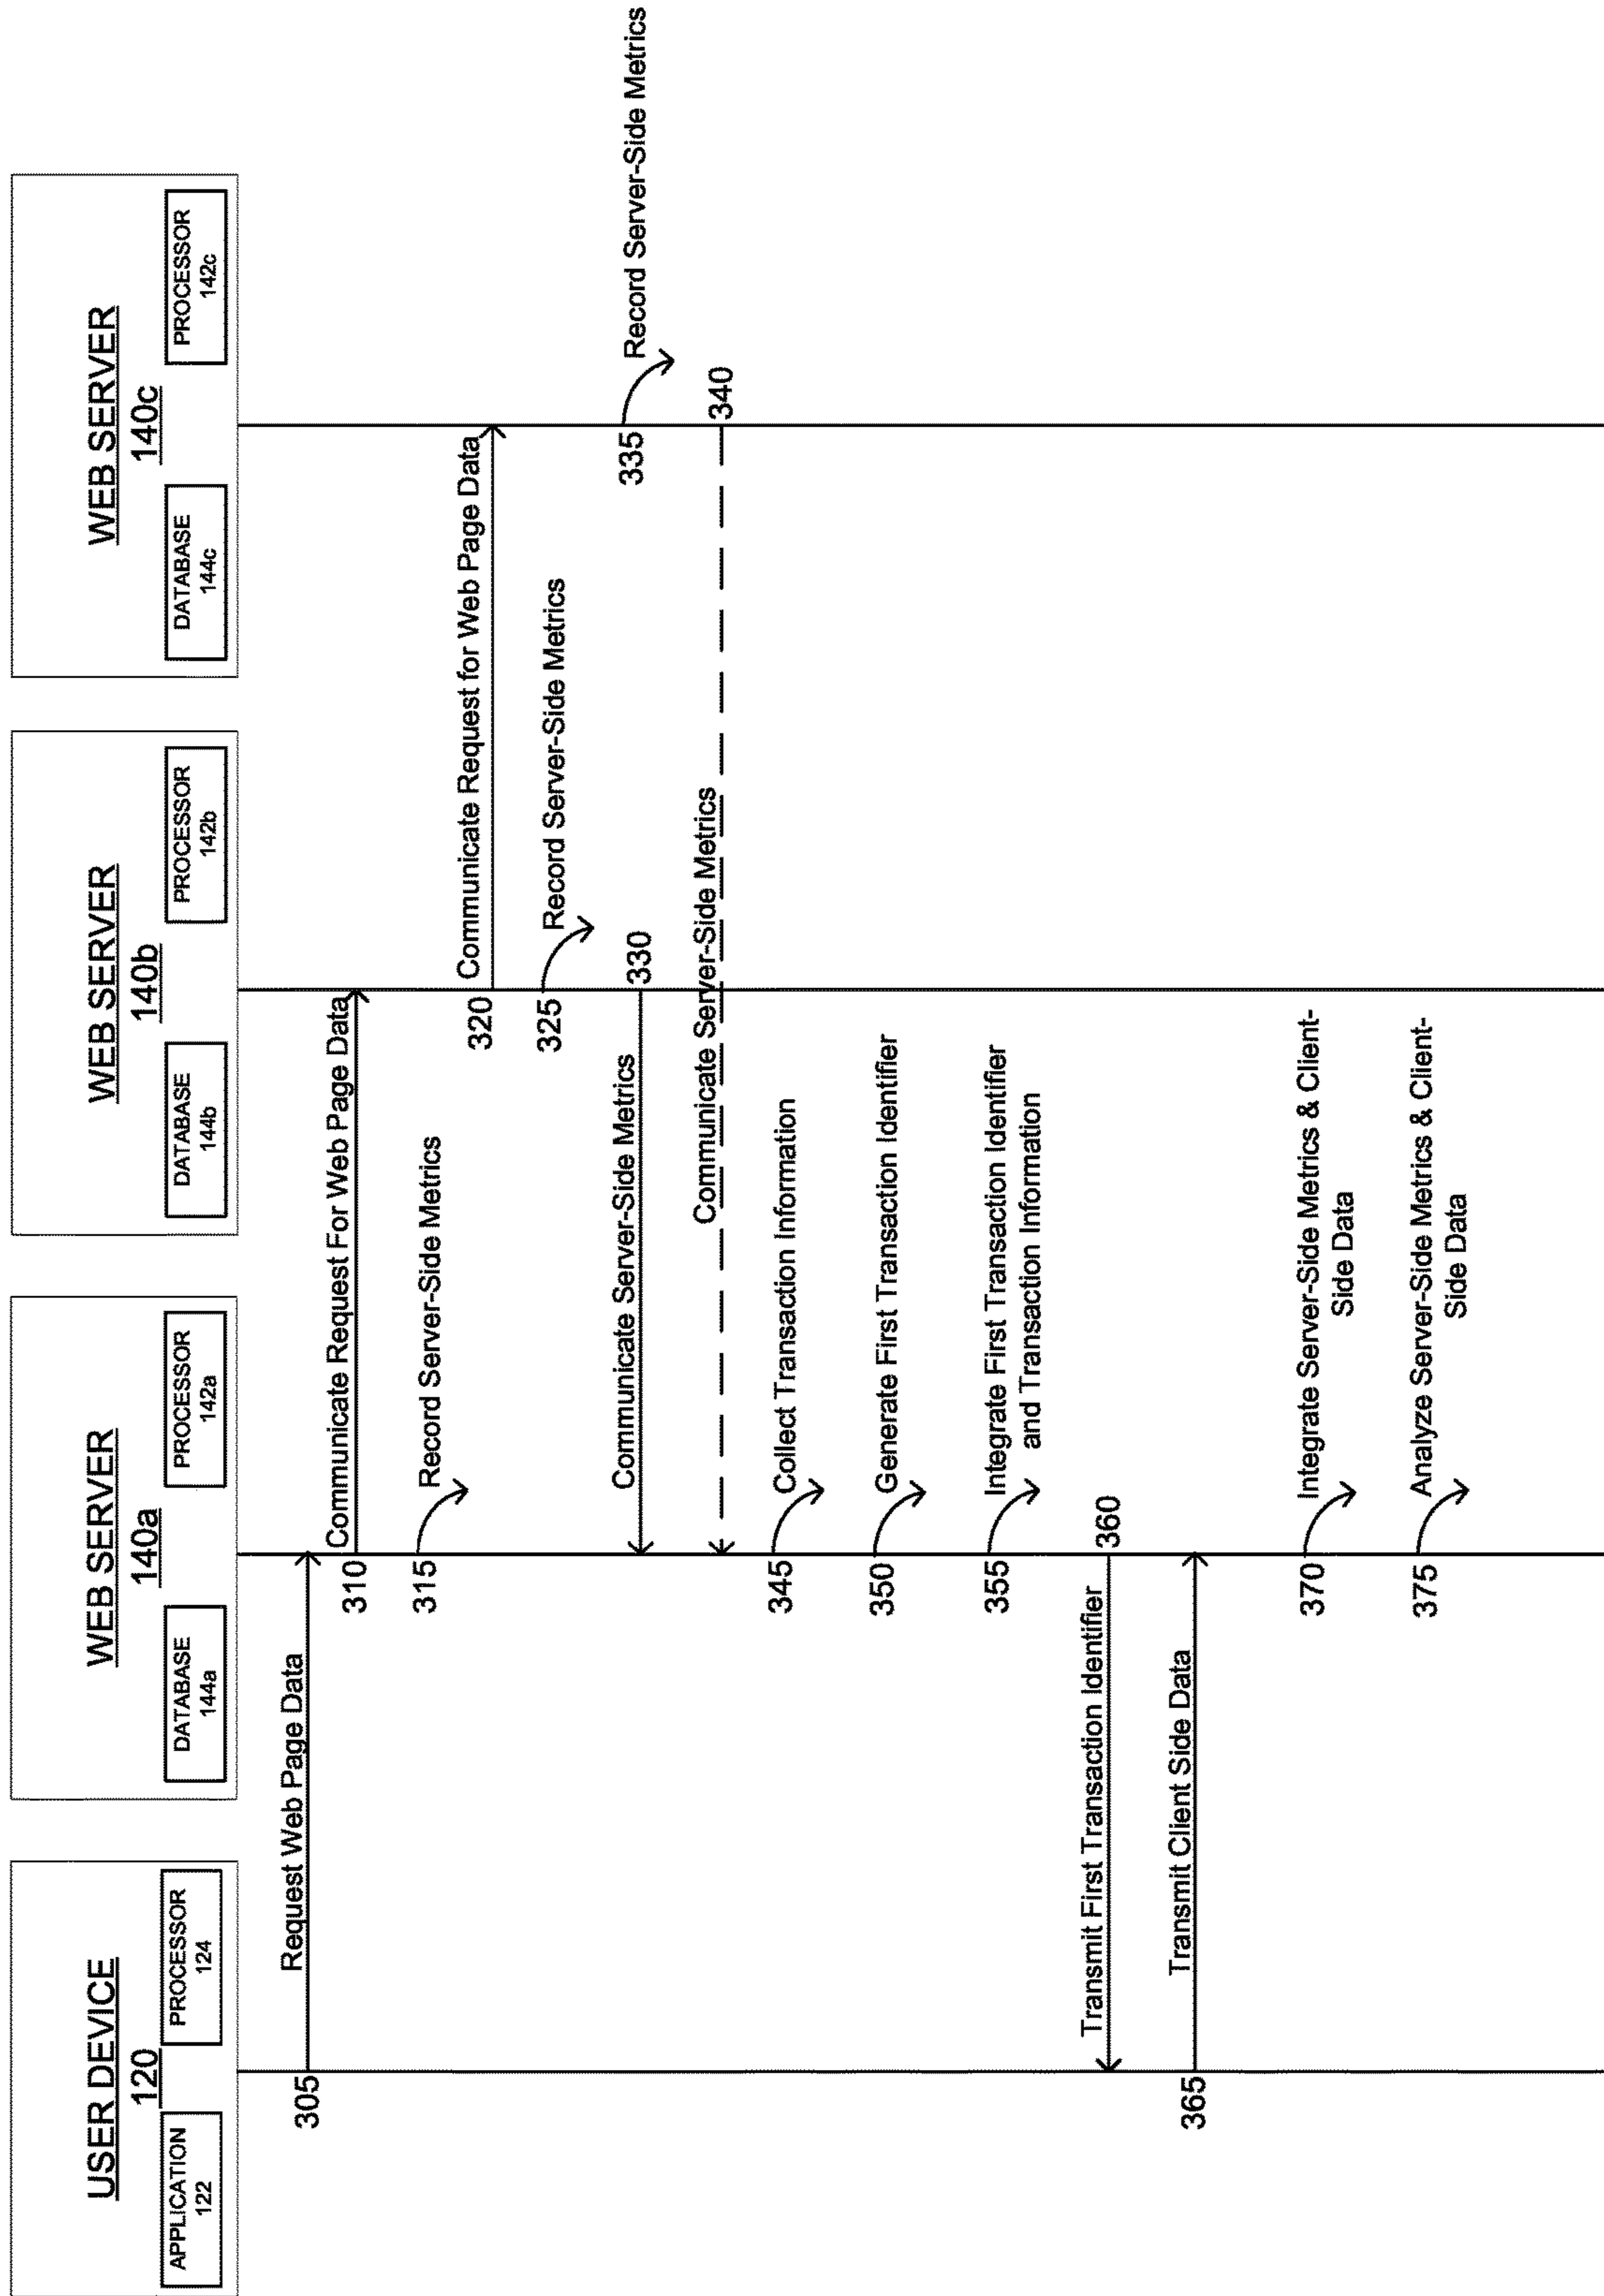 USER DEVICE
120
APPLICATION
122
PROCESSOR
124
WEB SERVER
140a
DATABASE
144a
PROCESSOR
142a
WEB SERVER
140b
DATABASE
144b
PROCESSOR
142b
WEB SERVER
140c
DATABASE
144c
PROCESSOR
142c
305
Request Web Page Data
310
Communicate Request For Web Page Data
315
Record Server-Side Metrics
320
Communicate Request for Web Page Data
325
Record Server-Side Metrics
330
Communicate Server-Side Metrics
335
Record Server-Side Metrics
340
Communicate Server-Side Metrics
345
Collect Transaction Information
350
Generate First Transaction Identifier
355
Integrate First Transaction Identifier
and Transaction Information
360
Transmit First Transaction Identifier
365
Transmit Client Side Data
370
Integrate Server-Side Metrics & Client-
Side Data
375
Analyze Server-Side Metrics & Client-
Side Data